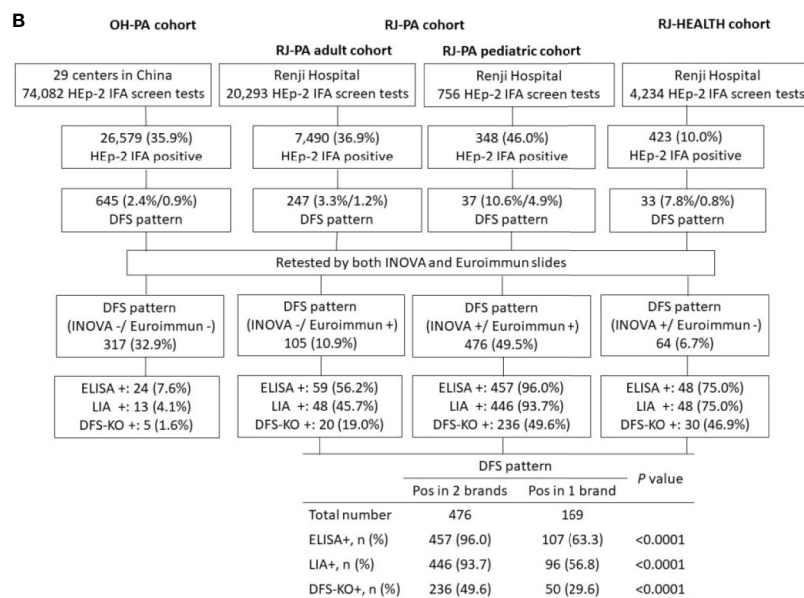 B
OH-PA cohort RJ-PA cohort RJ-HEALTH cohort
RJ-PA adult cohort RJ-PA pediatric cohort
29 centers in China
74,082 HEp-2 IFA screen tests
Renji Hospital
20,293 HEp-2 IFA screen tests
Renji Hospital
756 HEp-2 IFA screen tests
Renji Hospital
4,234 HEp-2 IFA screen tests
26,579 (35.9%)
HEp-2 IFA positive
7,490 (36.9%)
HEp-2 IFA positive
348 (46.0%)
HEp-2 IFA positive
423 (10.0%)
HEp-2 IFA positive
645 (2.4%/0.9%)
DFS pattern
247 (3.3%/1.2%)
DFS pattern
37 (10.6%/4.9%)
DFS pattern
33 (7.8%/0.8%)
DFS pattern
Retested by both INOVA and Euroimmun slides
DFS pattern
(INOVA -/ Euroimmun -)
317 (32.9%)
DFS pattern
(INOVA -/ Euroimmun +)
105 (10.9%)
DFS pattern
(INOVA +/ Euroimmun +)
476 (49.5%)
DFS pattern
(INOVA +/ Euroimmun -)
64 (6.7%)
ELISA +: 24 (7.6%)
LIA +: 13 (4.1%)
DFS-KO +: 5 (1.6%)
ELISA +: 59 (56.2%)
LIA +: 48 (45.7%)
DFS-KO +: 20 (19.0%)
ELISA +: 457 (96.0%)
LIA +: 446 (93.7%)
DFS-KO +: 236 (49.6%)
ELISA +: 48 (75.0%)
LIA +: 48 (75.0%)
DFS-KO +: 30 (46.9%)
DFS pattern
P value
Pos in 2 brands Pos in 1 brand
Total number 476 169
ELISA+, n (%) 457 (96.0) 107 (63.3) <0.0001
LIA+, n (%) 446 (93.7) 96 (56.8) <0.0001
DFS-KO+, n (%) 236 (49.6) 50 (29.6) <0.0001